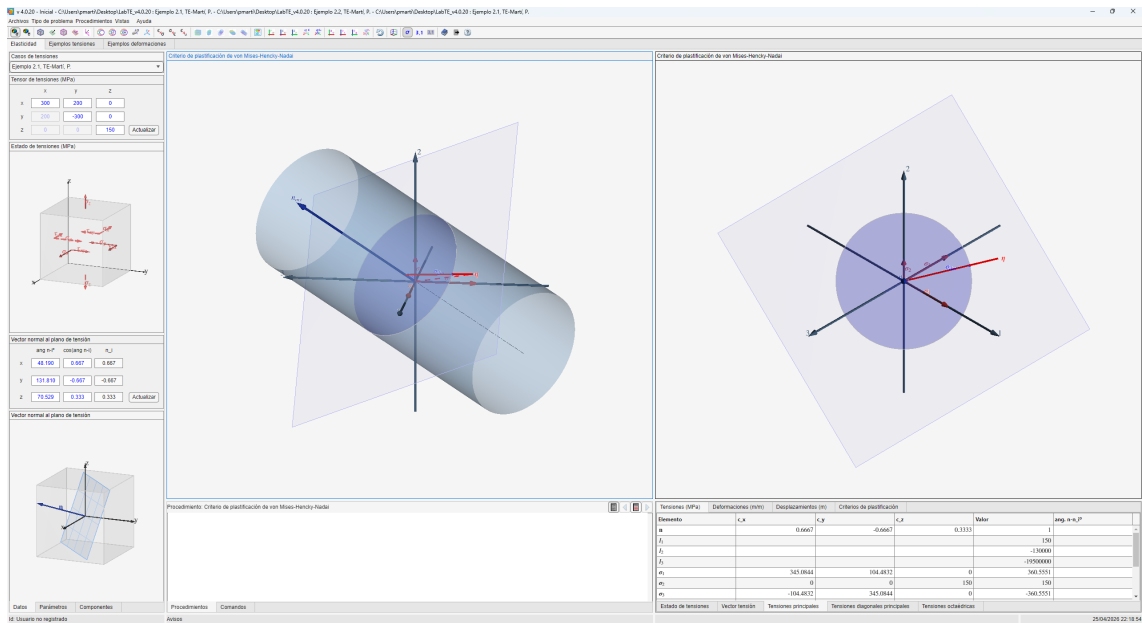 v 4.0.20 - Inicial - C:\Users\pmarti\Desktop\LabTE_v4.0.20 : Ejemplo 2.1, TE-Martí, P. - C:\Users\pmarti\Desktop\LabTE_v4.0.20 : Ejemplo 2.2, TE-Martí, P. - C:\Users\pmarti\Desktop\LabTE_v4.0.20 : Ejemplo 2.1, TE-Martí, P.
Archivos Tipo de problema Procedimientos Vistas Ayuda
Elasticidad Ejemplos tensiones Ejemplos deformaciones
Casos de tensiones
Ejemplo 2.1, TE-Martí, P.
Tensor de tensiones (MPa)
x y z
x 300 200 0
y 200 -300 0
z 0 0 150 Actualizar
Estado de tensiones (MPa)
z
y
x
Vector normal al plano de tensión
ang n-iº cos(ang n-i) n_i
x 48.190 0.667 0.667
y 131.810 -0.667 -0.667
z 70.529 0.333 0.333 Actualizar
Vector normal al plano de tensión
z
n
y
x
Datos Parámetros Componentes
Criterio de plastificación de von Mises-Hencky-Nadai
2
Criterio de plastificación de von Mises-Hencky-Nadai
2
η
3
1
Procedimiento: Criterio de plastificación de von Mises-Hencky-Nadai
Procedimientos Comandos
Tensiones (MPa) Deformaciones (m/m) Desplazamientos (m) Criterios de plastificación
Elemento c_x c_y c_z Valor ang. n-n_iº
n 0.6667 -0.6667 0.3333 1
I₁ 150
I₂ -130000
I₃ -19500000
σ₁ 345.0844 104.4832 0 360.5551
σ₂ 0 0 150 150
σ₃ -104.4832 345.0844 0 -360.5551
Estado de tensiones Vector tensión Tensiones principales Tensiones diagonales principales Tensiones octaédricas
Id: Usuario no registrado Avisos 25/04/2026 22:18:54